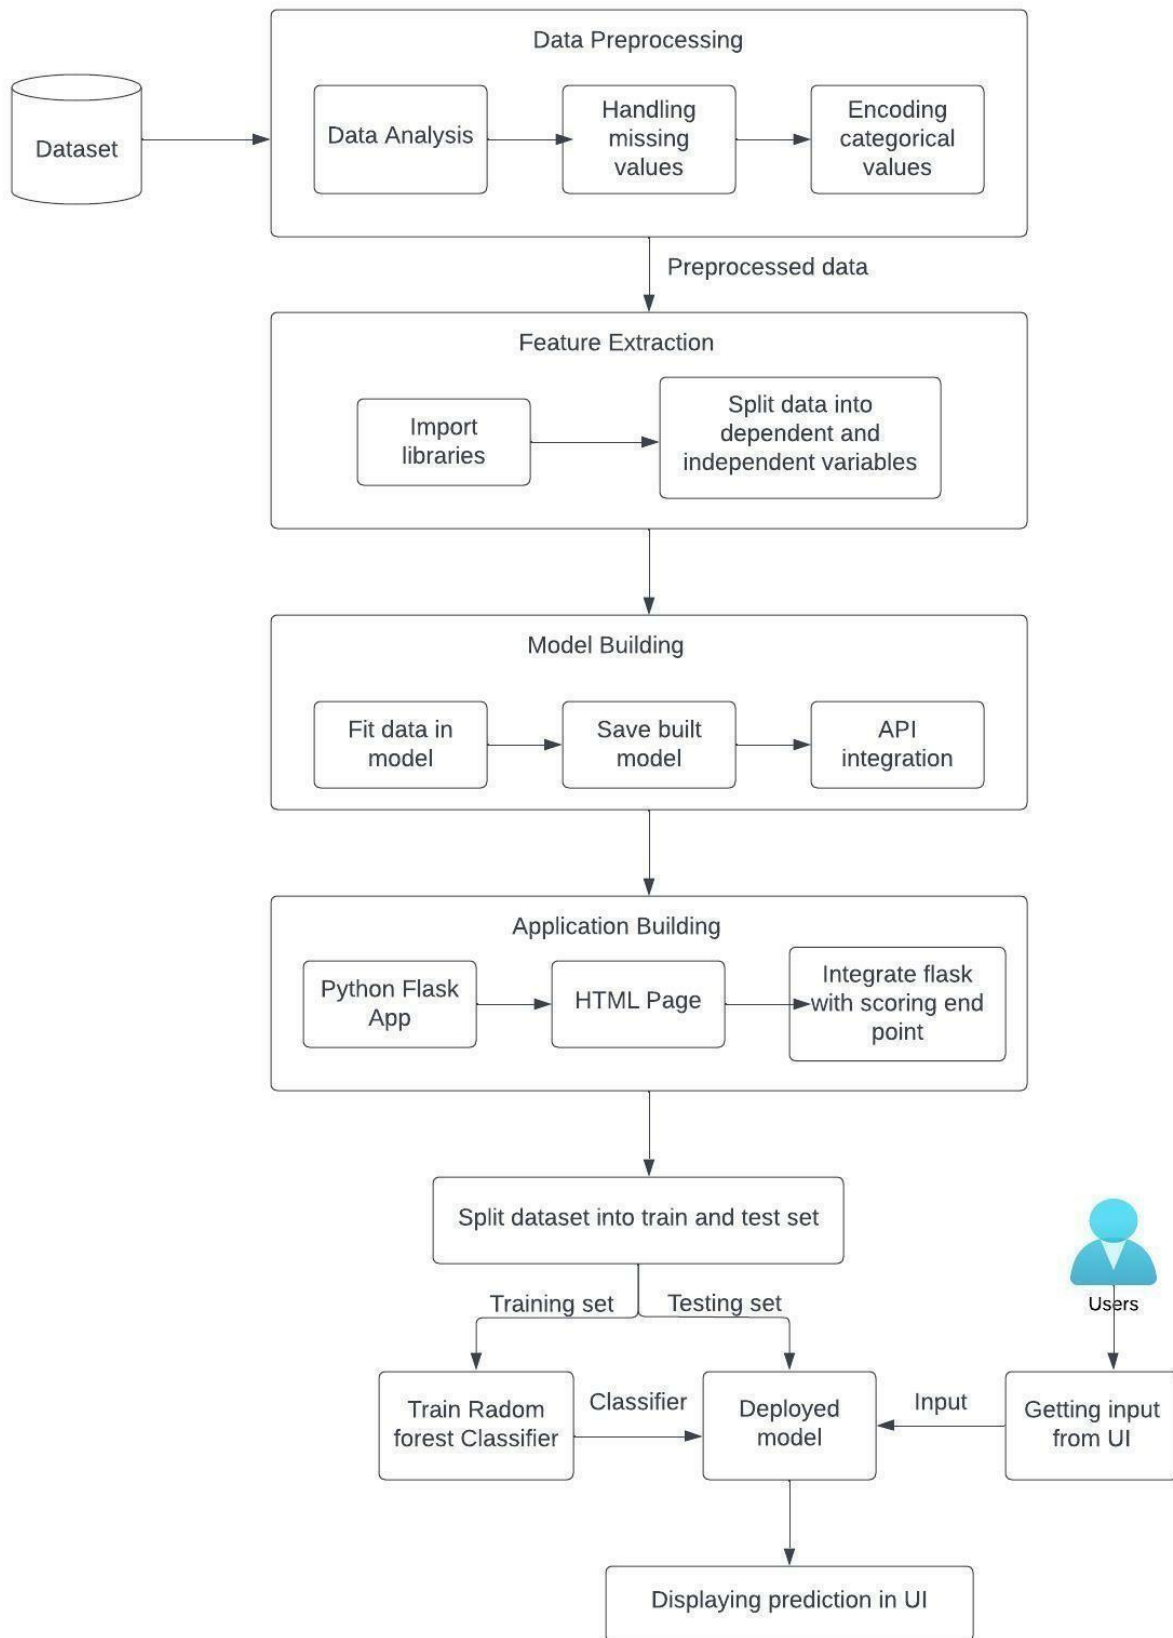 Data Preprocessing
Dataset
Data Analysis
Handling
missing
values
Encoding
categorical
values
Preprocessed data
Feature Extraction
Import
libraries
Split data into
dependent and
independent variables
Model Building
Fit data in
model
Save built
model
API
integration
Application Building
Python Flask
App
HTML Page
Integrate flask
with scoring end
point
Split dataset into train and test set
Users
Training set
Testing set
Train Radom
forest Classifier
Classifier
Deployed
model
Input
Getting input
from UI
Displaying prediction in UI